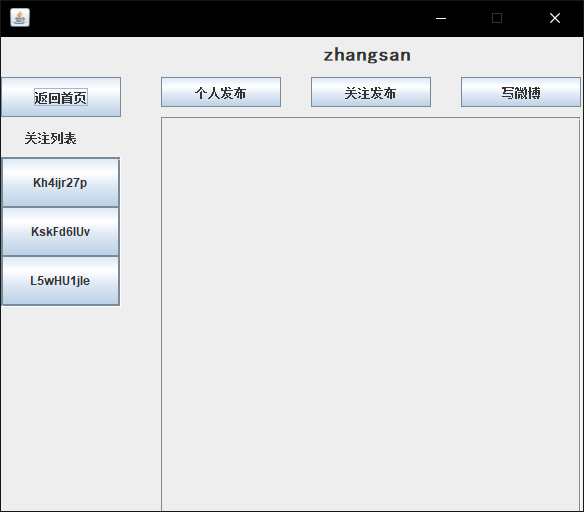 zhangsan
返回首页
个人发布
关注发布
写微博
关注列表
Kh4ijr27p
KskFd6IUv
L5wHU1jle